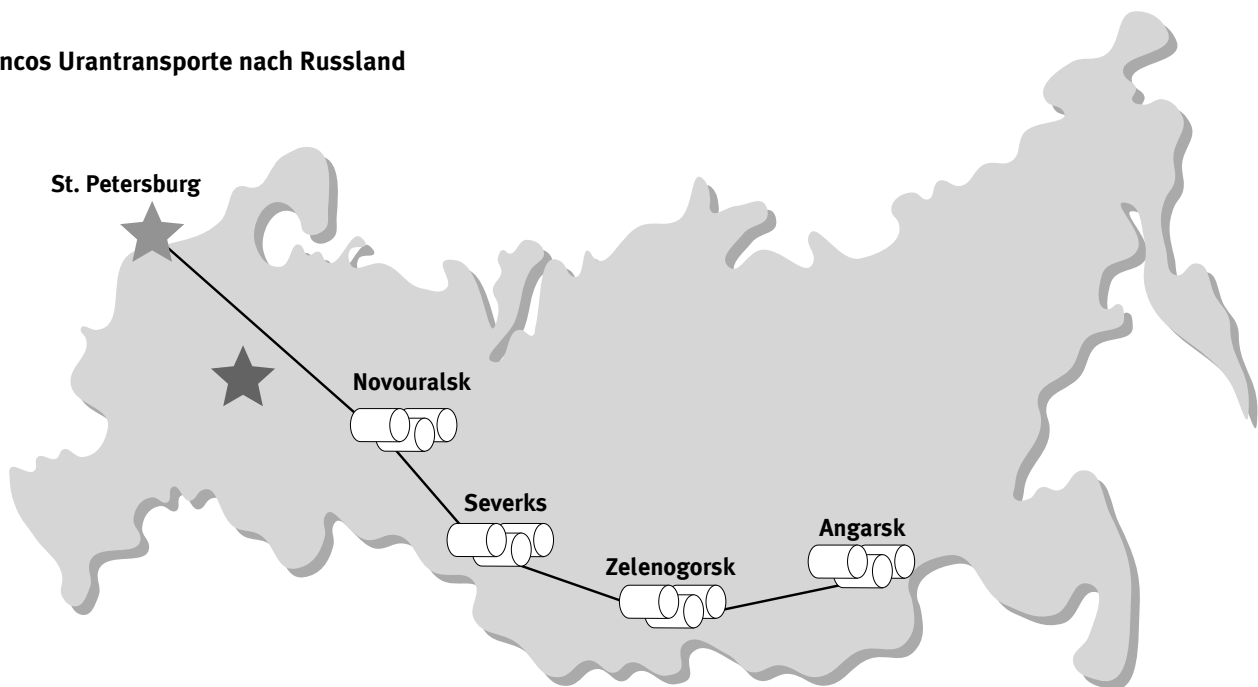 ncos Urantransporte nach Russland
St. Petersburg
Novouralsk
Severks
Angarsk
Zelenogorsk